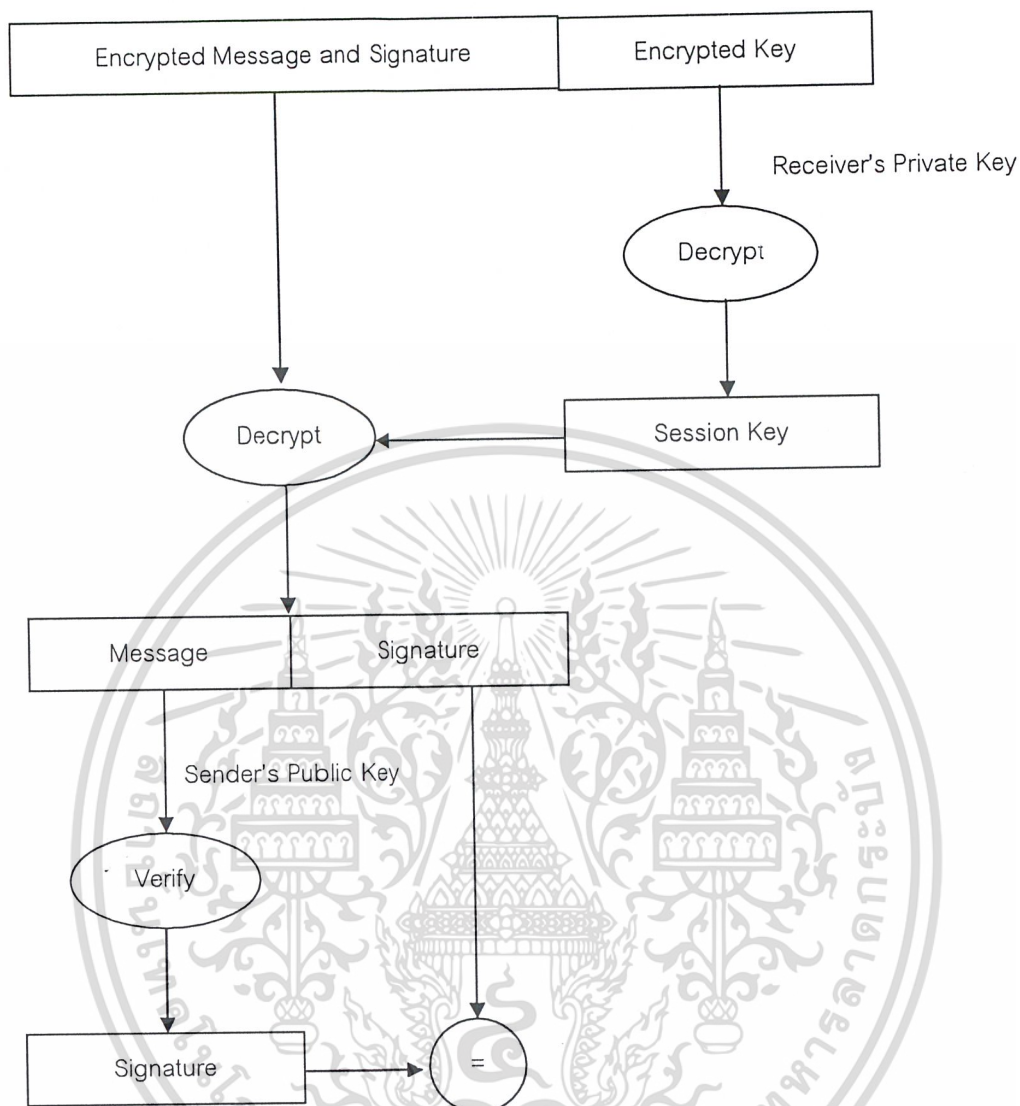 Encrypted Message and Signature
Encrypted Key
Receiver's Private Key
Decrypt
Decrypt
Session Key
Message
Signature
Sender's Public Key
Verify
Signature
=